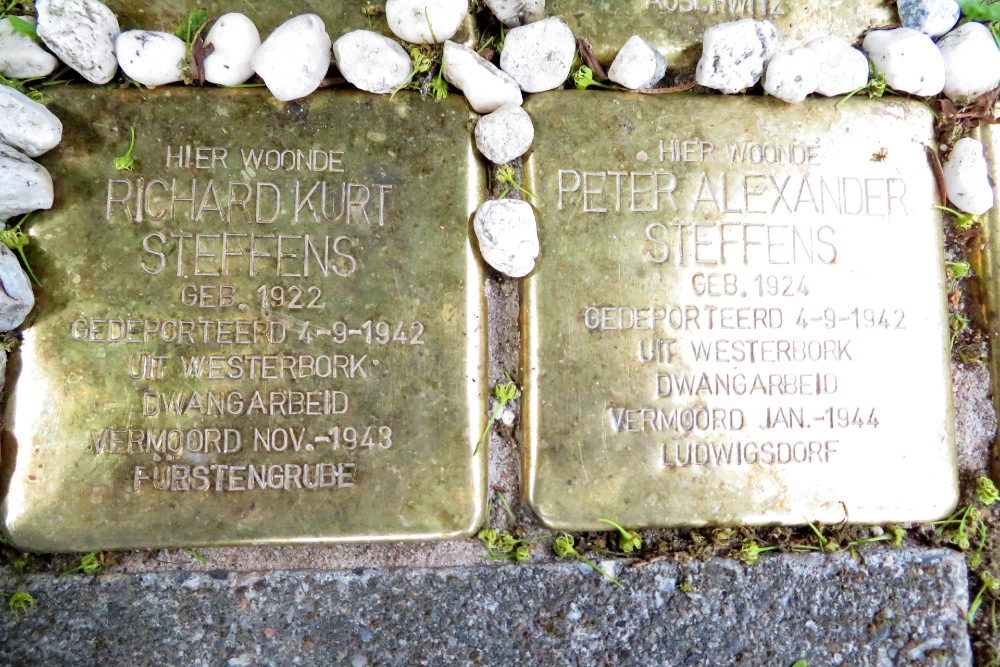 AUSCHWITZ
HIER WOONDE
RICHARD KURT
STEFFENS
GEB. 1922
GEDEPORTEERD 4-9-1942
UIT WESTERBORK
DWANGARBEID
VERMOORD NOV.-1943
FÜRSTENGRUBE
HIER WOONDE
PETER ALEXANDER
STEFFENS
GEB. 1924
GEDEPORTEERD 4-9-1942
UIT WESTERBORK
DWANGARBEID
VERMOORD JAN.-1944
LUDWIGSDORF